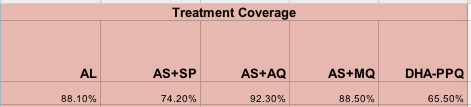 Treatment Coverage
AL AS+SP AS+AQ AS+MQ DHA-PPQ
88.10% 74.20% 92.30% 88.50% 65.50%